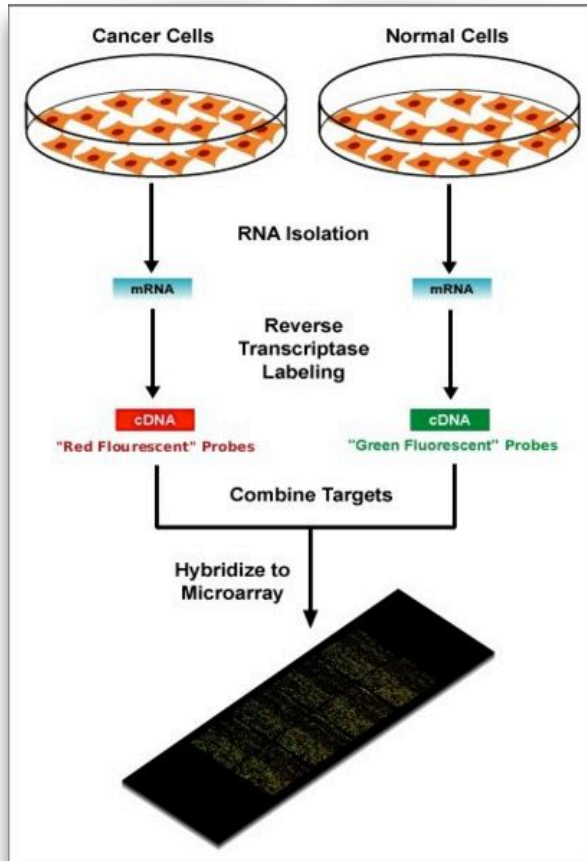 Cancer Cells
Normal Cells
RNA Isolation
mRNA
mRNA
Reverse
Transcriptase
Labeling
cDNA
cDNA
"Red Flourescent" Probes
"Green Fluorescent" Probes
Combine Targets
Hybridize to
Microarray